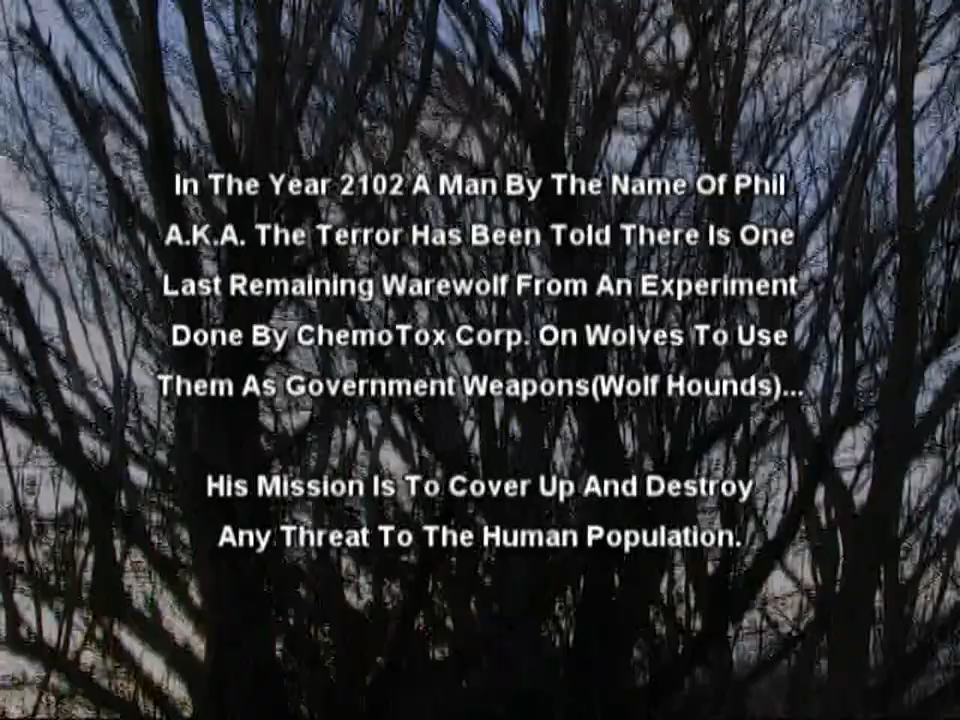 In The Year 2102 A Man By The Name Of Phil
A.K.A. The Terror Has Been Told There Is One
Last Remaining Warewolf From An Experiment
Done By ChemoTox Corp. On Wolves To Use
Them As Government Weapons(Wolf Hounds)...
His Mission Is To Cover Up And Destroy
Any Threat To The Human Population.